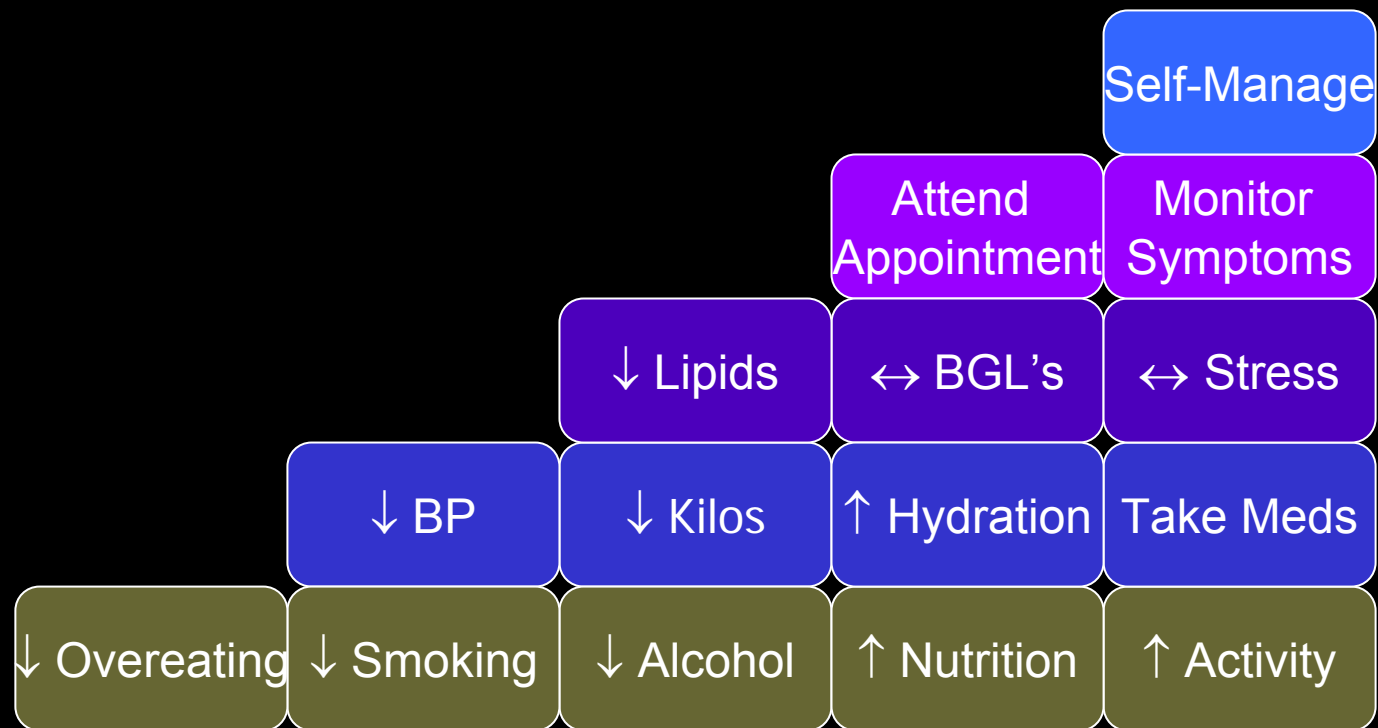 Self-Manage
Attend
Appointment
Monitor
Symptoms
↓ Lipids
↔ BGL's
↔ Stress
↓ BP
↓ Kilos
↑ Hydration
Take Meds
↓ Overeating
↓ Smoking
↓ Alcohol
↑ Nutrition
↑ Activity